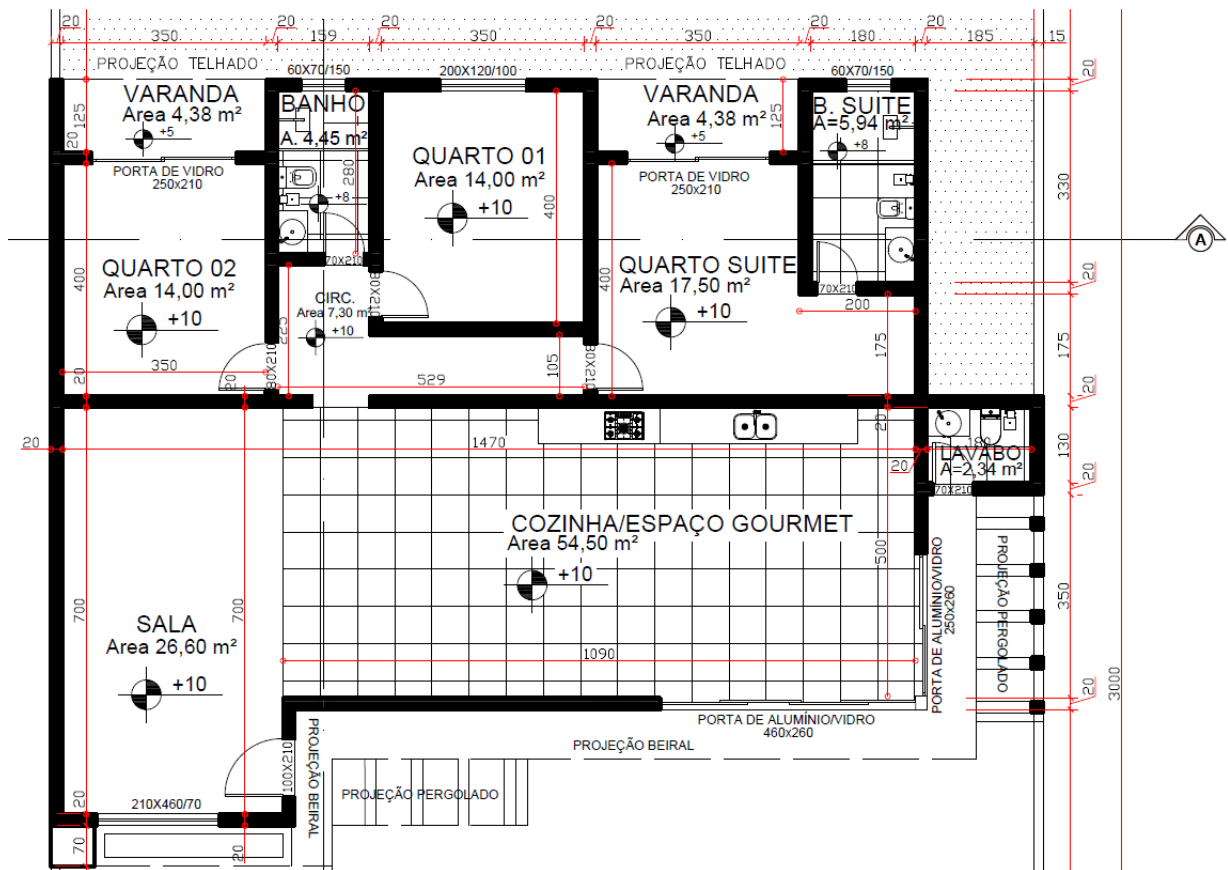 20 20 20 20 20 20 20
350 159 350 350 180 185 15
PROJEÇÃO TELHADO
60X70/150
200X120/100
PROJEÇÃO TELHADO
60X70/150
20
VARANDA
Area 4,38 m²
+5
125
20
BANHO
A. 4,45 m²
280
+8
VARANDA
Area 4,38 m²
+5
125
B. SUITE
A=5,94 m²
+8
PORTA DE VIDRO
250x210
QUARTO 01
Area 14,00 m²
+10
400
PORTA DE VIDRO
250x210
330
A
QUARTO 02
Area 14,00 m²
+10
400
350
20
20
80X210
70X210
80X210
CIRC.
Area 7,30 m²
+10
225
529
105
QUARTO SUITE
Area 17,50 m²
+10
400
80X210
70X210
200
175
20
175
20
20
1470
20
20
180
LAVABO
A=2,34 m²
70X210
130
20
COZINHA/ESPAÇO GOURMET
Area 54,50 m²
+10
500
1090
PORTA DE ALUMÍNIO/VIDRO
250x260
PROJEÇÃO PERGOLADO
350
20
3000
700
700
SALA
Area 26,60 m²
+10
PORTA DE ALUMÍNIO/VIDRO
460x260
PROJEÇÃO BEIRAL
PROJEÇÃO BEIRAL
100X210
PROJEÇÃO PERGOLADO
20
210X460/70
70
20